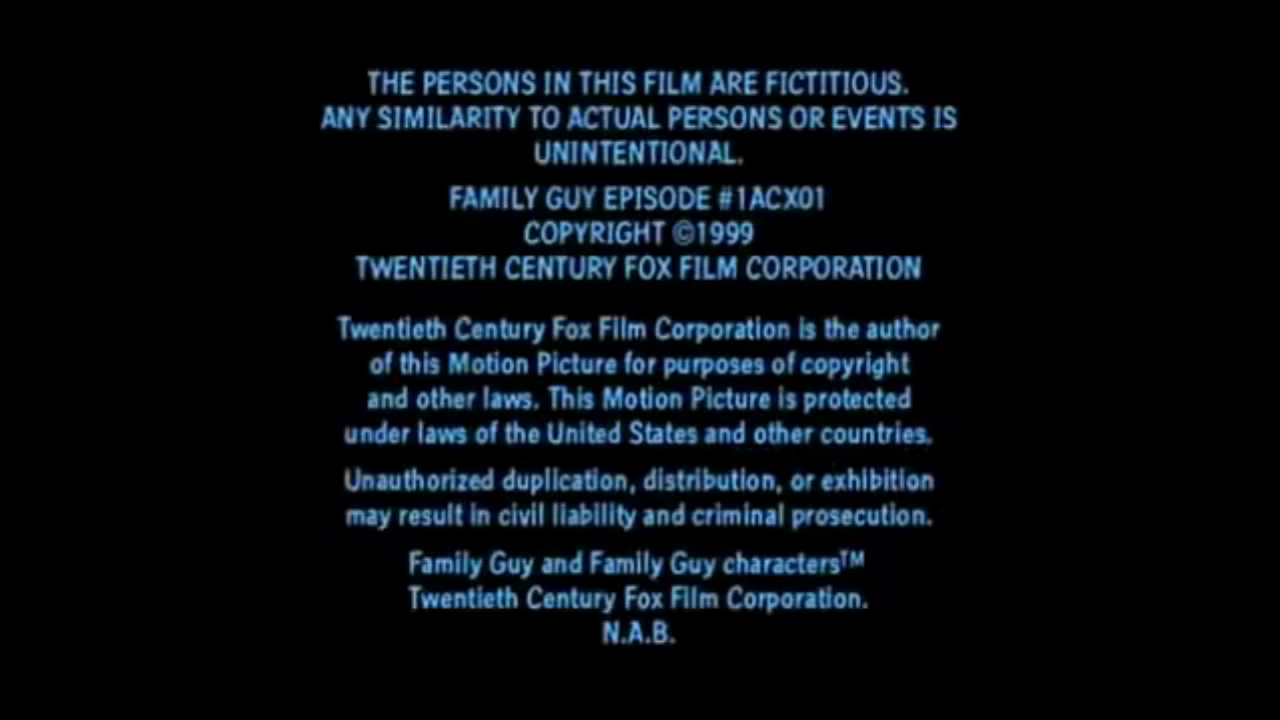 THE PERSONS IN THIS FILM ARE FICTITIOUS.
ANY SIMILARITY TO ACTUAL PERSONS OR EVENTS IS
UNINTENTIONAL.
FAMILY GUY EPISODE #1ACX01
COPYRIGHT ©1999
TWENTIETH CENTURY FOX FILM CORPORATION
Twentieth Century Fox Film Corporation is the author
of this Motion Picture for purposes of copyright
and other laws. This Motion Picture is protected
under laws of the United States and other countries.
Unauthorized duplication, distribution, or exhibition
may result in civil liability and criminal prosecution.
Family Guy and Family Guy characters™
Twentieth Century Fox Film Corporation.
N.A.B.